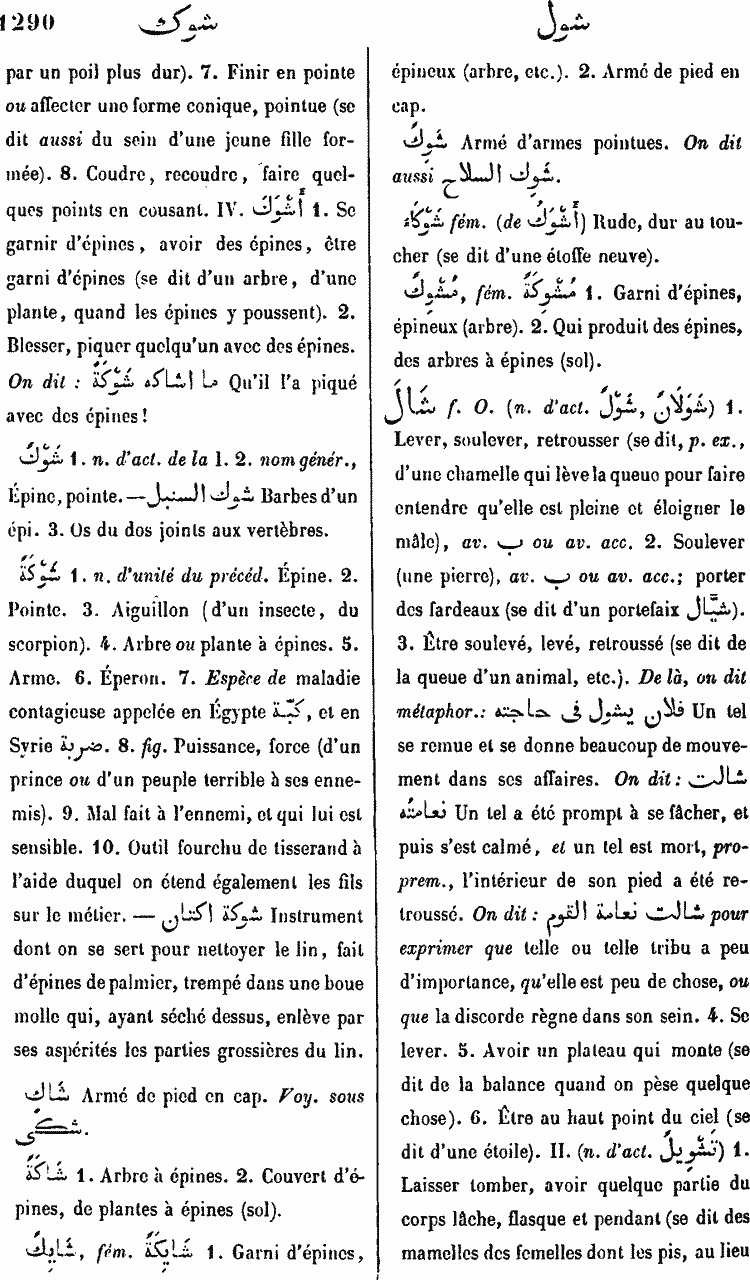 1290 شوك شول
par un poil plus dur). 7. Finir en pointe
ou affecter une forme conique, pointue (se
dit aussi du sein d'une jeune fille for-
mée). 8. Coudre, recoudre, faire quel-
ques points en cousant. IV. أَشْوَكَ 1. Se
garnir d'épines, avoir des épines, être
garni d'épines (se dit d'un arbre, d'une
plante, quand les épines y poussent). 2.
Blesser, piquer quelqu'un avec des épines.
On dit : ما اشاكه شَوْكَةً Qu'il l'a piqué
avec des épines!
شَوْكٌ 1. n. d'act. de la I. 2. nom génér.,
Épine, pointe. — شوك السنبل Barbes d'un
épi. 3. Os du dos joints aux vertèbres.
شَوْكَةٌ 1. n. d'unité du précéd. Épine. 2.
Pointe. 3. Aiguillon (d'un insecte, du
scorpion). 4. Arbre ou plante à épines. 5.
Arme. 6. Éperon. 7. Espèce de maladie
contagieuse appelée en Égypte كبّة, et en
Syrie ضربة. 8. fig. Puissance, force (d'un
prince ou d'un peuple terrible à ses enne-
mis). 9. Mal fait à l'ennemi, et qui lui est
sensible. 10. Outil fourchu de tisserand à
l'aide duquel on étend également les fils
sur le métier. — شوكة اكتان Instrument
dont on se sert pour nettoyer le lin, fait
d'épines de palmier, trempé dans une boue
molle qui, ayant séché dessus, enlève par
ses aspérités les parties grossières du lin.
شَاكٌ Armé de pied en cap. Voy. sous
شكى.
شَاكَةٌ 1. Arbre à épines. 2. Couvert d'é-
pines, de plantes à épines (sol).
شَايِكٌ, fém. شَايِكَةٌ 1. Garni d'épines,
épineux (arbre, etc.). 2. Armé de pied en
cap.
شَوِكٌ Armé d'armes pointues. On dit
aussi شوِك السلاح.
شَوْكَاءُ fém. (de أَشْوَكُ) Rude, dur au tou-
cher (se dit d'une étoffe neuve).
مُشْوِكٌ, fém. مُشْوِكَةٌ 1. Garni d'épines,
épineux (arbre). 2. Qui produit des épines,
des arbres à épines (sol).
شَالَ f. O. (n. d'act. شَوْلٌ, شَوَلَانٌ) 1.
Lever, soulever, retrousser (se dit, p. ex.,
d'une chamelle qui lève la queue pour faire
entendre qu'elle est pleine et éloigner le
mâle), av. ب ou av. acc. 2. Soulever
(une pierre), av. ب ou av. acc.; porter
des fardeaux (se dit d'un portefaix شيَّال).
3. Être soulevé, levé, retroussé (se dit de
la queue d'un animal, etc.). De là, on dit
métaphor.: فلان يشول فى حاجته Un tel
se remue et se donne beaucoup de mouve-
ment dans ses affaires. On dit: شالت
نعامته Un tel a été prompt à se fâcher, et
puis s'est calmé, et un tel est mort, pro-
prem., l'intérieur de son pied a été re-
troussé. On dit: شالت نعامة القوم pour
exprimer que telle ou telle tribu a peu
d'importance, qu'elle est peu de chose, ou
que la discorde règne dans son sein. 4. Se
lever. 5. Avoir un plateau qui monte (se
dit de la balance quand on pèse quelque
chose). 6. Être au haut point du ciel (se
dit d'une étoile). II. (n. d'act. تَشْوِيلٌ) 1.
Laisser tomber, avoir quelque partie du
corps lâche, flasque et pendant (se dit des
mamelles des femelles dont les pis, au lieu